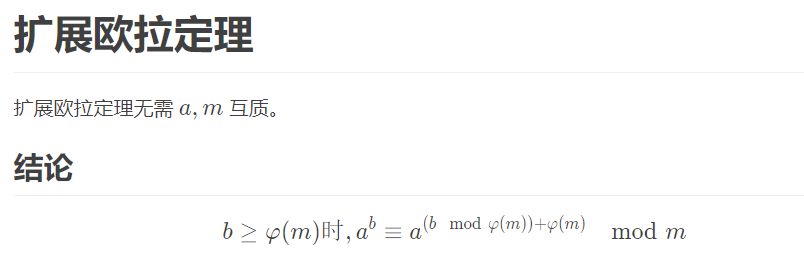 扩展欧拉定理
扩展欧拉定理无需 a, m 互质。
结论
b ≥ φ(m)时, a^b ≡ a^{(b mod φ(m))+φ(m)} mod m